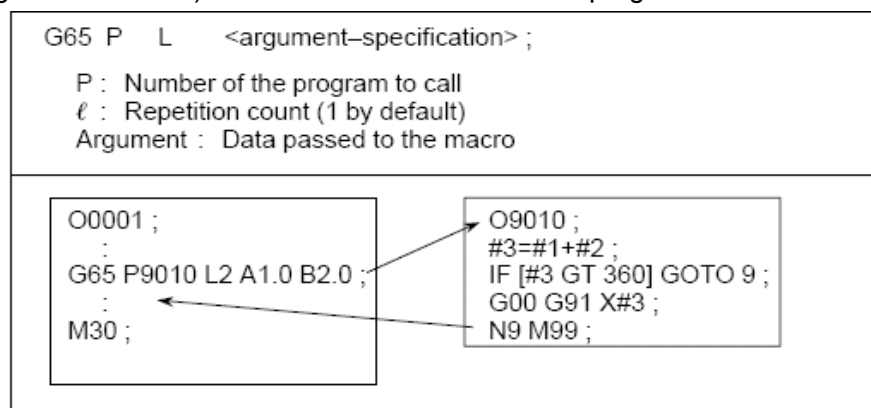 G65 P L <argument–specification> ;
P : Number of the program to call
ℓ : Repetition count (1 by default)
Argument : Data passed to the macro
O0001 ;
:
G65 P9010 L2 A1.0 B2.0 ;
:
M30 ;
O9010 ;
#3=#1+#2 ;
IF [#3 GT 360] GOTO 9 ;
G00 G91 X#3 ;
N9 M99 ;